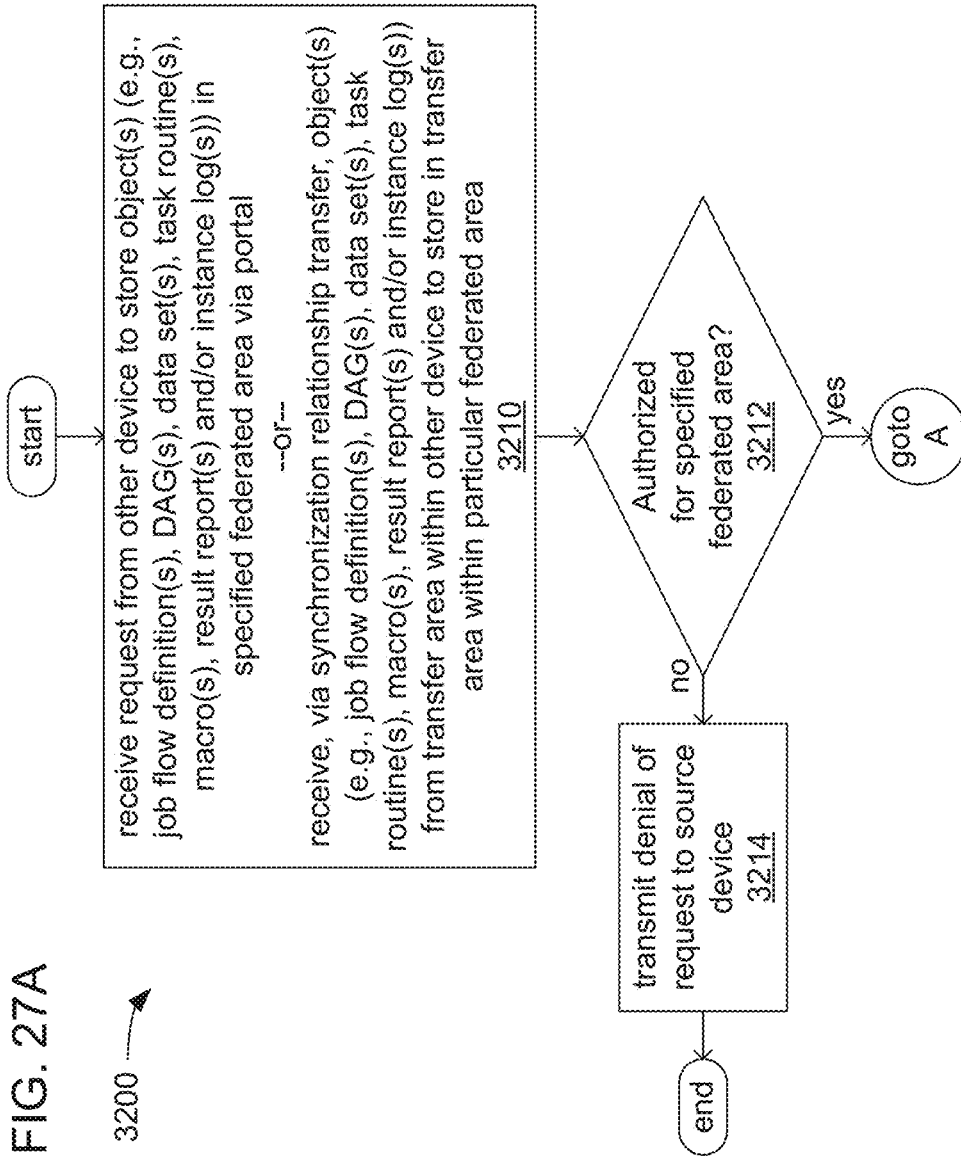 FIG. 27A
3200
start
receive request from other device to store object(s) (e.g.,
job flow definition(s), DAG(s), data set(s), task routine(s),
macro(s), result report(s) and/or instance log(s)) in
specified federated area via portal
--or--
receive, via synchronization relationship transfer, object(s)
(e.g., job flow definition(s), DAG(s), data set(s), task
routine(s), macro(s), result report(s) and/or instance log(s))
from transfer area within other device to store in transfer
area within particular federated area
3210
Authorized
for specified
federated area?
3212
no
yes
transmit denial of
request to source
device
3214
end
goto
A